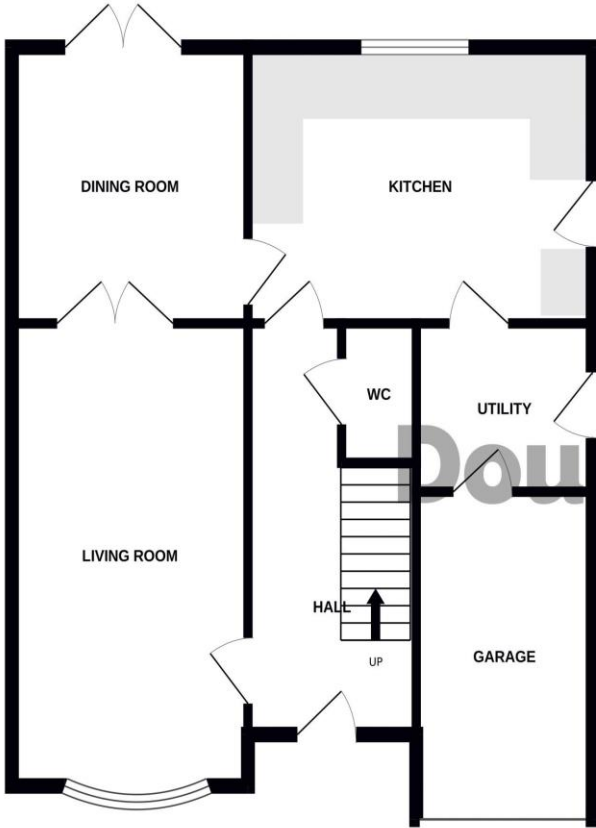 DINING ROOM
KITCHEN
WC
UTILITY
Dou
LIVING ROOM
HALL
UP
GARAGE